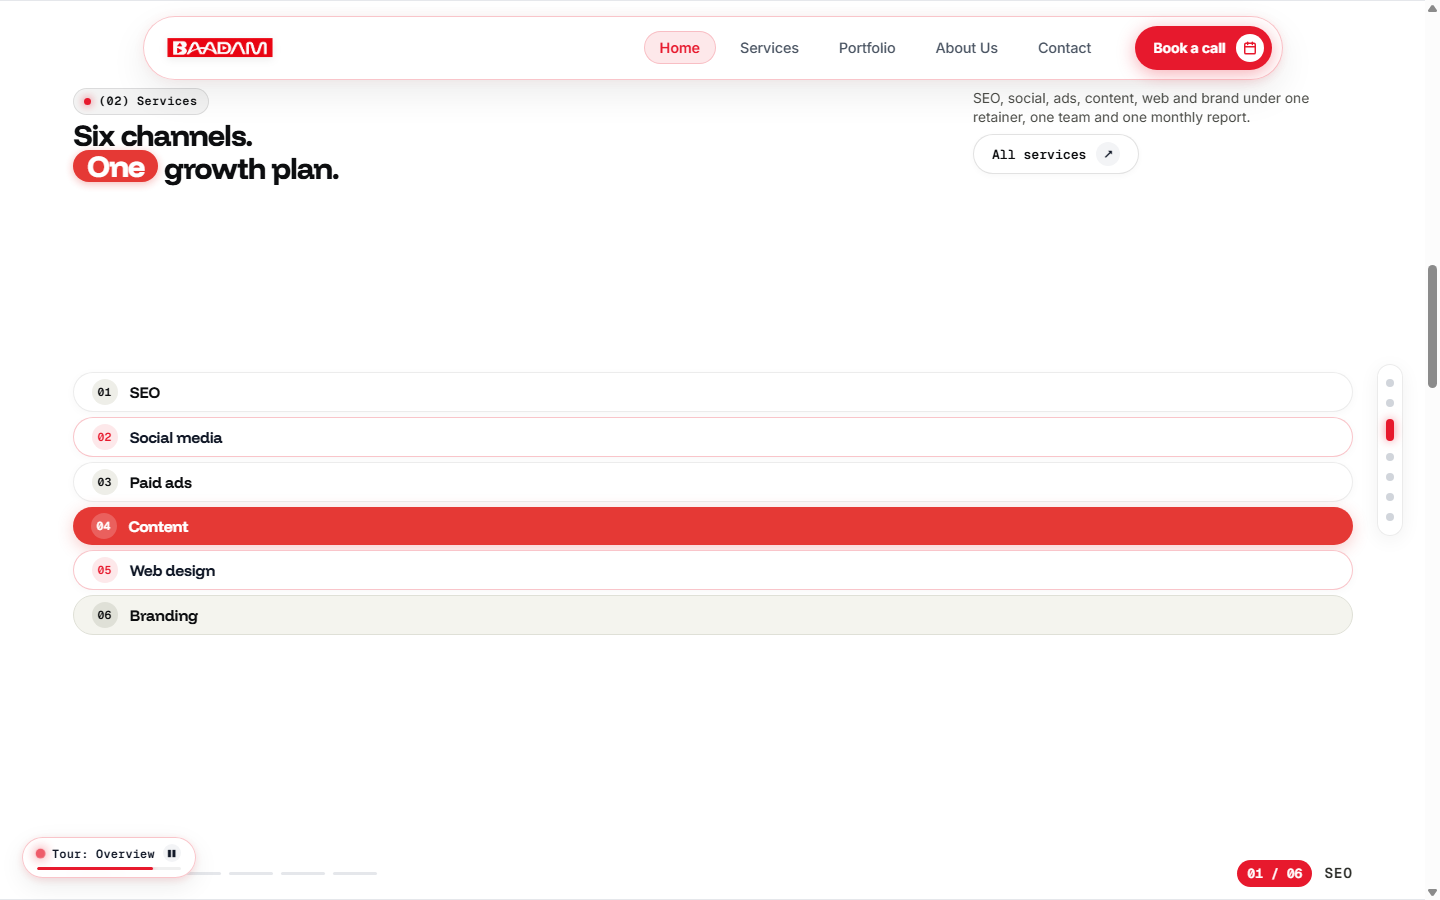 BAADAM
Home
Services
Portfolio
About Us
Contact
Book a call
(02) Services
Six channels.
One growth plan.
SEO, social, ads, content, web and brand under one
retainer, one team and one monthly report.
All services ↗
01 SEO
02 Social media
03 Paid ads
04 Content
05 Web design
06 Branding
Tour: Overview
01 / 06 SEO